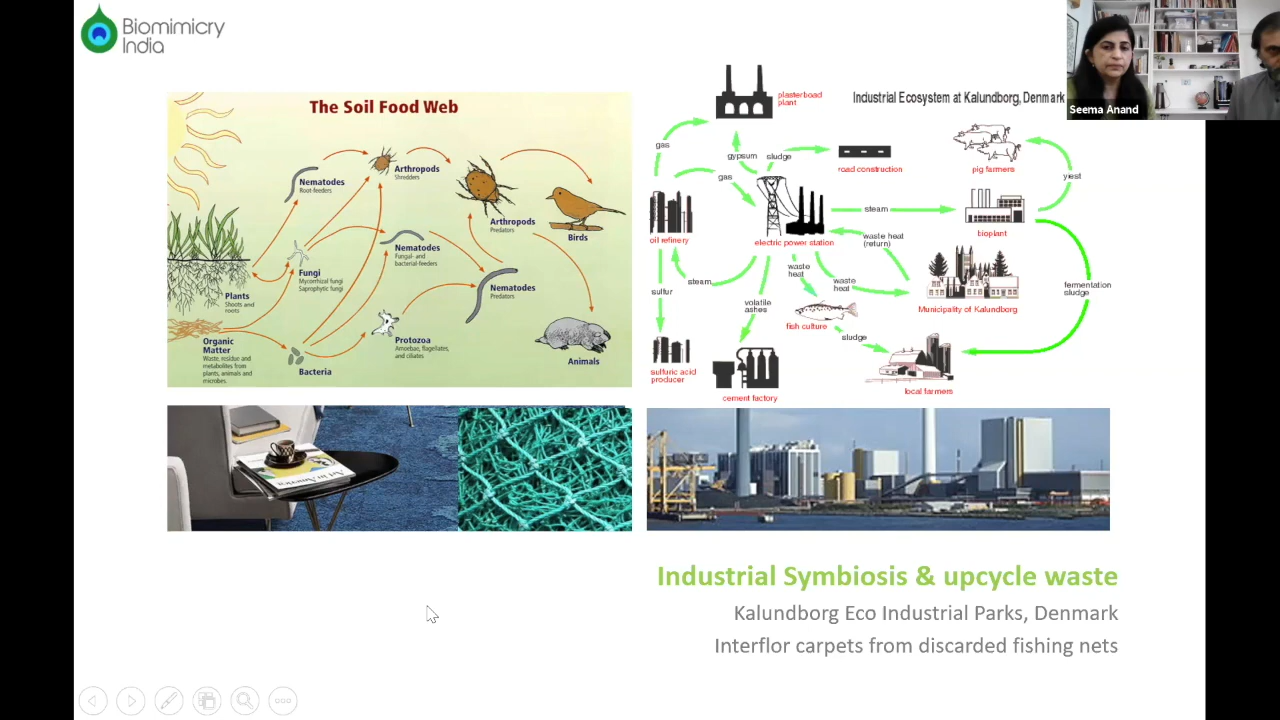 Biomimicry
India
Seema Anand
The Soil Food Web
Nematodes
Root-feeders
Arthropods
Shredders
Arthropods
Predators
Birds
Nematodes
Fungal- and
bacterial-feeders
Fungi
Mycorrhizal fungi
Saprophytic fungi
Plants
Shoots and
roots
Nematodes
Predators
Organic
Matter
Waste, residue and
metabolites from
plants, animals and
microbes.
Bacteria
Protozoa
Amoebae, flagellates,
and ciliates
Animals
Industrial Ecosystem at Kalundborg, Denmark
plasterboad
plant
gas
gypsum
sludge
road construction
pig farmers
gas
yiest
oil refinery
electric power station
steam
bioplant
waste heat
(return)
steam
waste
heat
waste
heat
sulfur
volatile
ashes
fish culture
Municipality of Kalundborg
fermentation
sludge
sludge
sulfuric acid
producer
cement factory
local farmers
Industrial Symbiosis & upcycle waste
Kalundborg Eco Industrial Parks, Denmark
Interflor carpets from discarded fishing nets